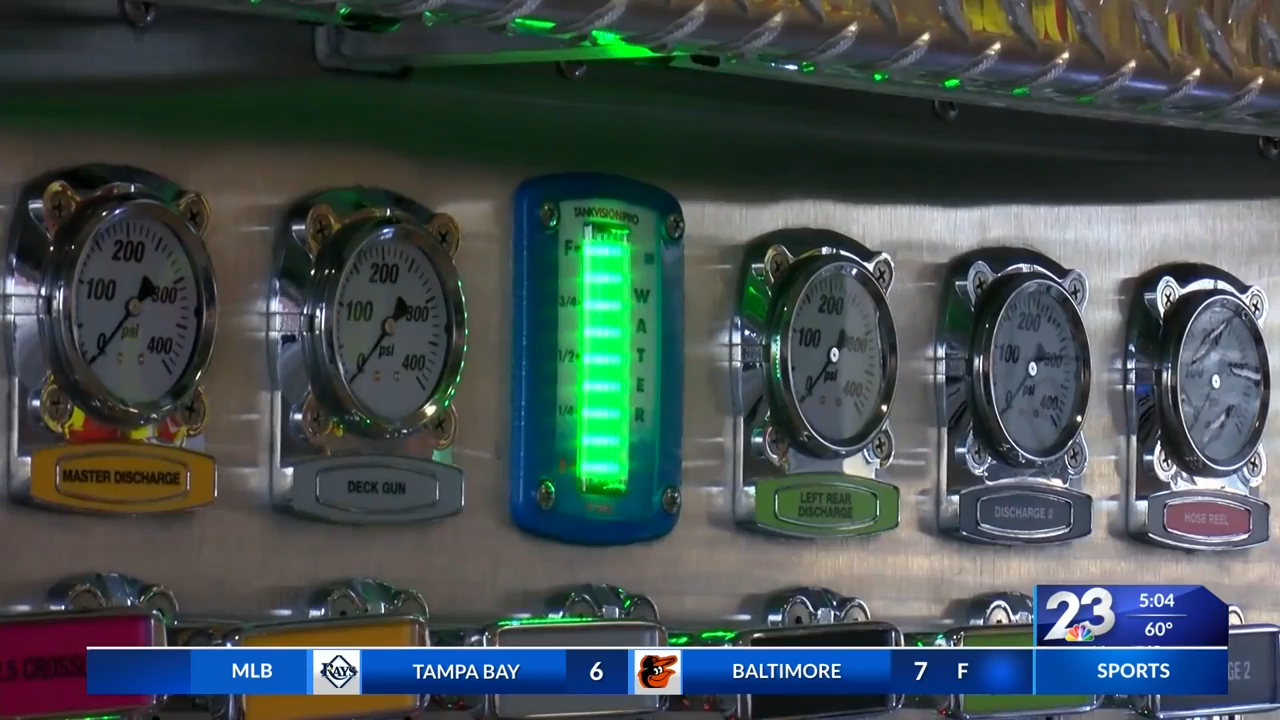 200
100
300
psi
0
400
MASTER DISCHARGE
200
100
300
psi
0
400
DECK GUN
TANKVISION PRO
F
3/4
1/2
1/4
WATER
200
100
300
psi
0
400
LEFT REAR
DISCHARGE
200
100
300
psi
0
400
DISCHARGE 2
HOSE REEL
23
5:04
60°
MLB
RAYS
TAMPA BAY
6
BALTIMORE
7
F
SPORTS
GE 2